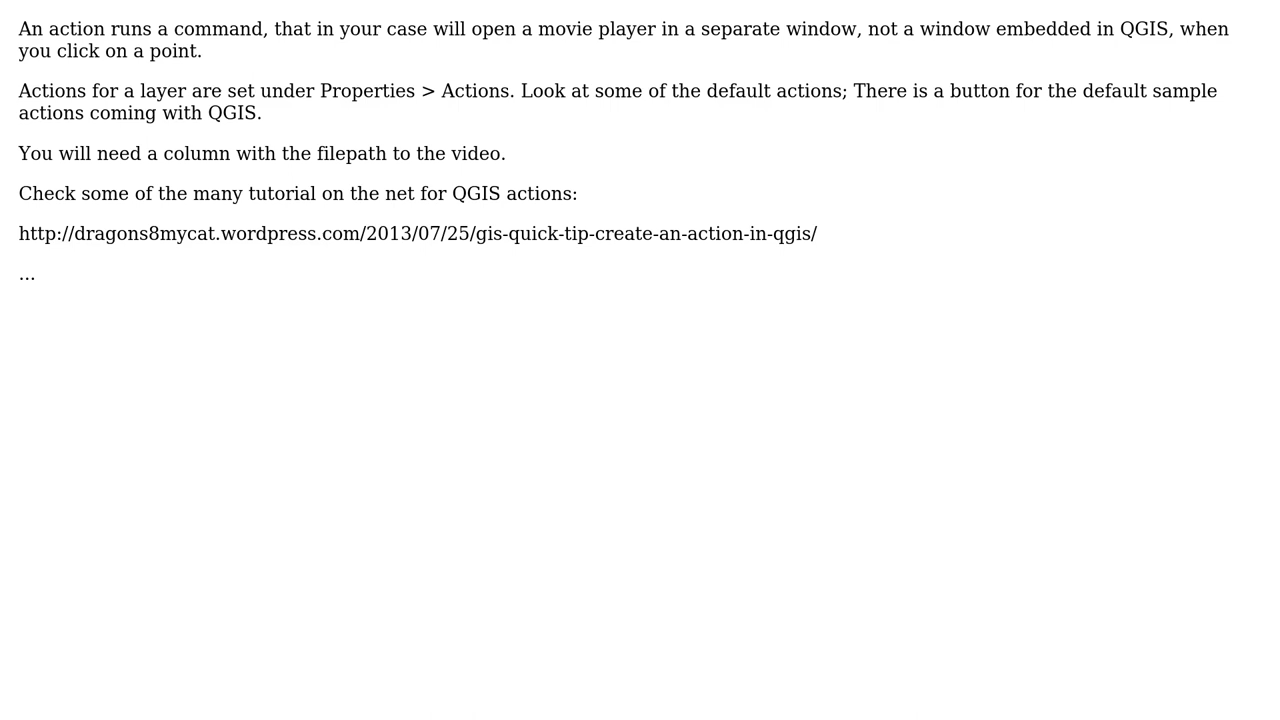 An action runs a command, that in your case will open a movie player in a separate window, not a window embedded in QGIS, when
you click on a point.
Actions for a layer are set under Properties > Actions. Look at some of the default actions; There is a button for the default sample
actions coming with QGIS.
You will need a column with the filepath to the video.
Check some of the many tutorial on the net for QGIS actions:
http://dragons8mycat.wordpress.com/2013/07/25/gis-quick-tip-create-an-action-in-qgis/
...